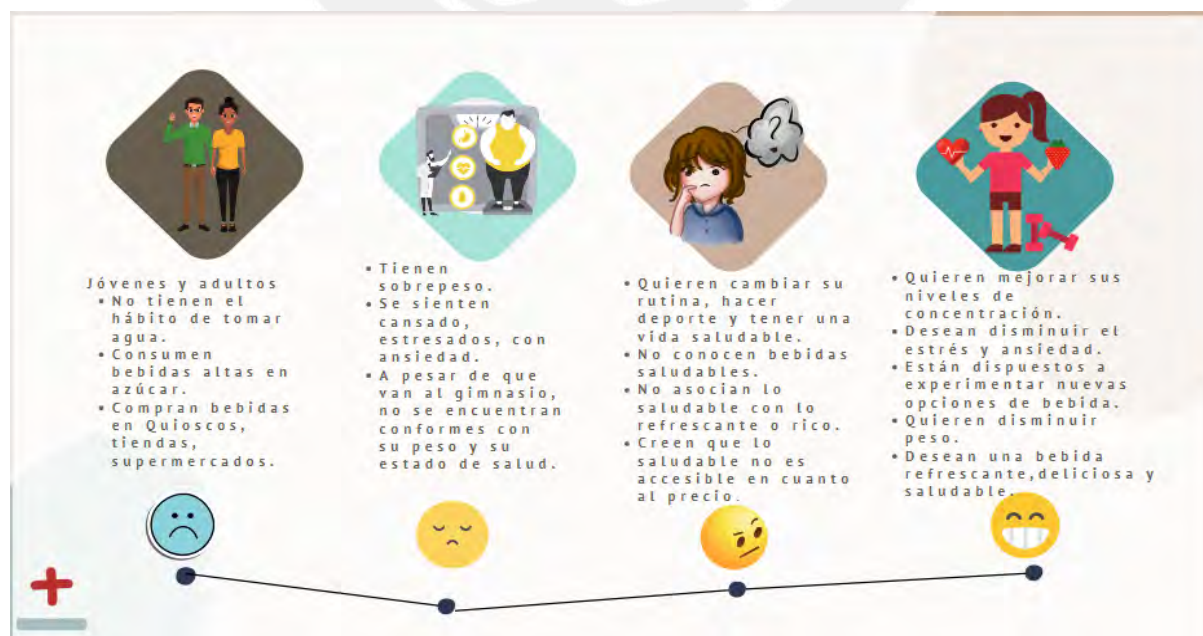 Jóvenes y adultos
• No tienen el
hábito de tomar
agua.
• Consumen
bebidas altas en
azúcar.
• Compran bebidas
en Quioscos,
tiendas,
supermercados.
• Tienen
sobrepeso.
• Se sienten
cansado,
estresados, con
ansiedad.
• A pesar de que
van al gimnasio,
no se encuentran
conformes con
su peso y su
estado de salud.
• Quieren cambiar su
rutina, hacer
deporte y tener una
vida saludable.
• No conocen bebidas
saludables.
• No asocian lo
saludable con lo
refrescante o rico.
• Creen que lo
saludable no es
accesible en cuanto
al precio.
• Quieren mejorar sus
niveles de
concentración.
• Desean disminuir el
estrés y ansiedad.
• Están dispuestos a
experimentar nuevas
opciones de bebida.
• Quieren disminuir
peso.
• Desean una bebida
refrescante,deliciosa y
saludable.